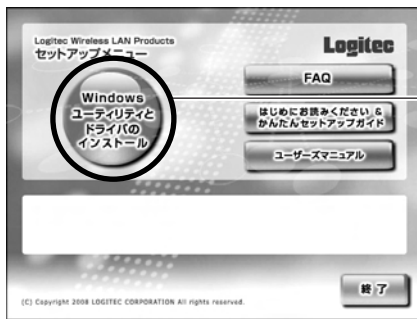 Logitec Wireless LAN Products
セットアップメニュー
Logitec
Windows
ユーティリティと
ドライバの
インストール
FAQ
はじめにお読みください &
かんたんセットアップガイド
ユーザーズマニュアル
終了
(C) Copyright 2008 LOGITEC CORPORATION All rights reserved.